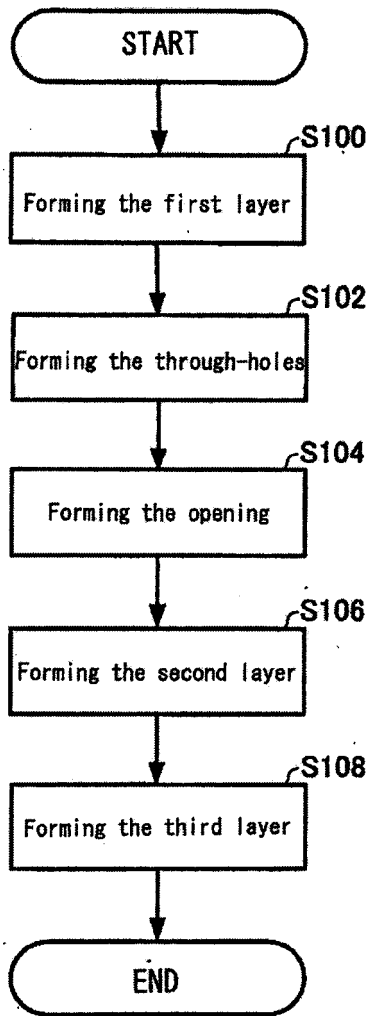 START
S100
Forming the first layer
S102
Forming the through-holes
S104
Forming the opening
S106
Forming the second layer
S108
Forming the third layer
END